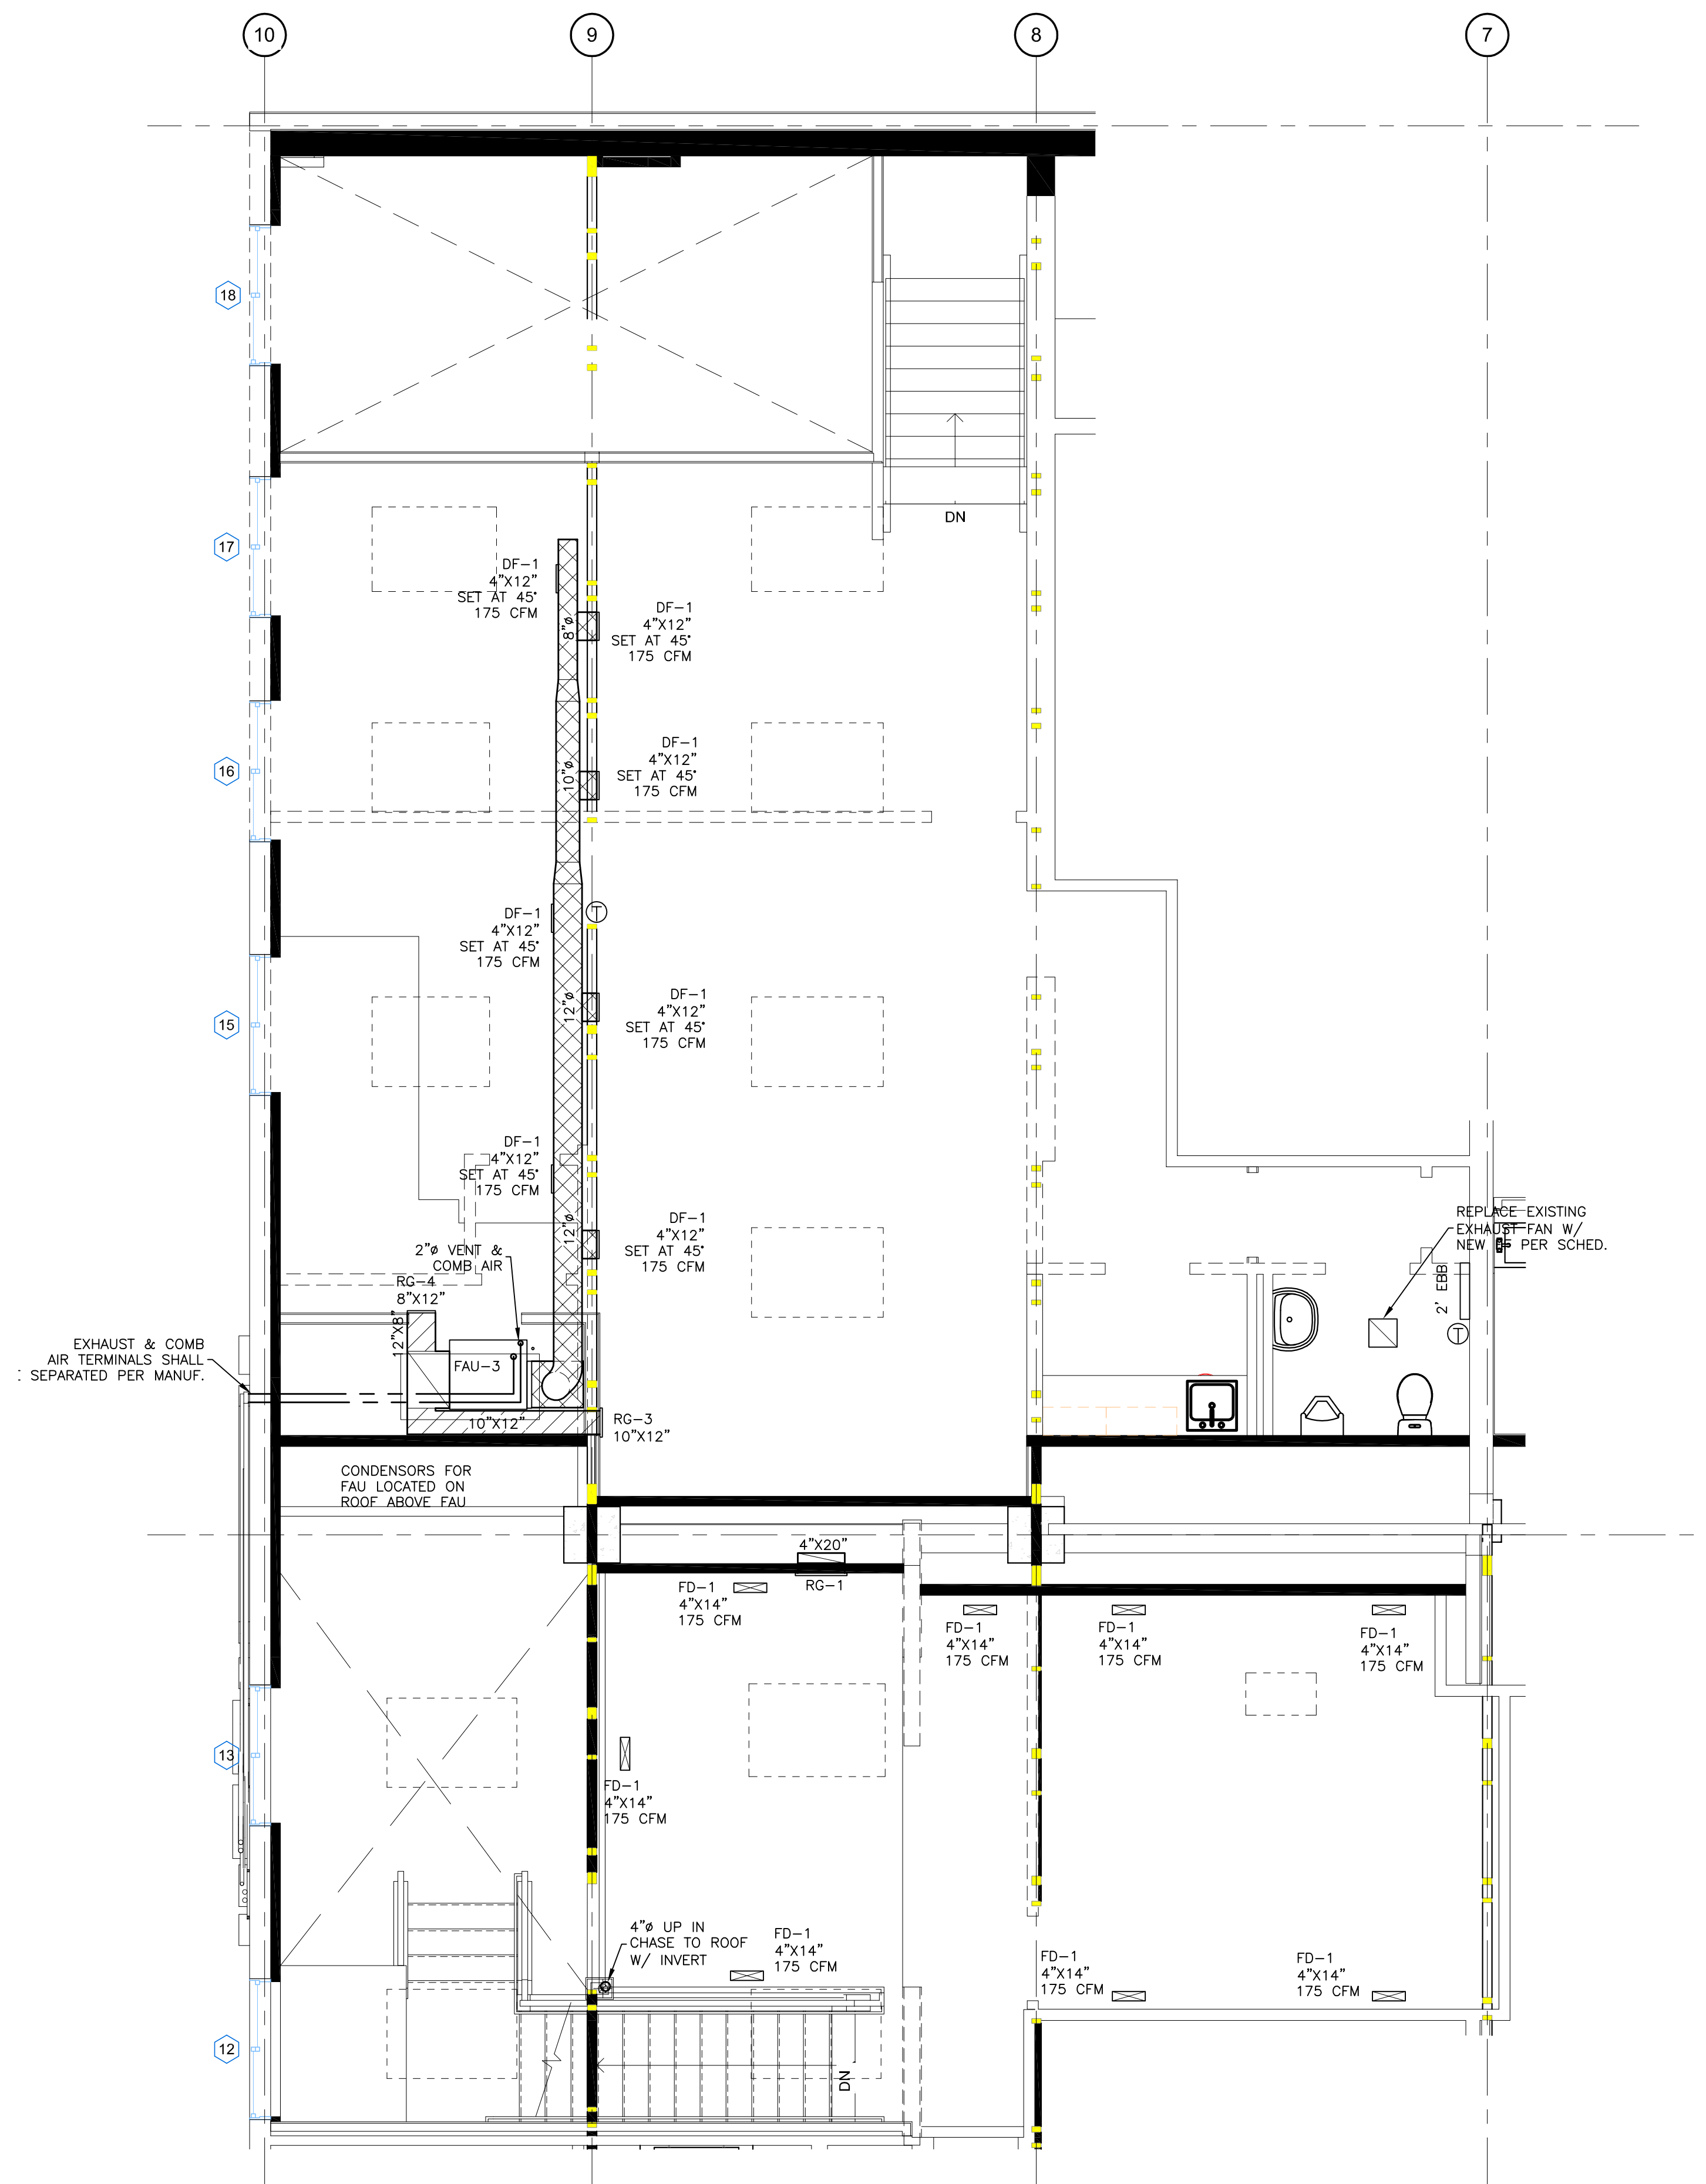 10
9
8
7
18
17
16
15
13
12
DN
DF-1
4"X12"
SET AT 45°
175 CFM
8"ø
DF-1
4"X12"
SET AT 45°
175 CFM
10"ø
DF-1
4"X12"
SET AT 45°
175 CFM
T
DF-1
4"X12"
SET AT 45°
175 CFM
12"ø
DF-1
4"X12"
SET AT 45°
175 CFM
DF-1
4"X12"
SET AT 45°
175 CFM
12"ø
DF-1
4"X12"
SET AT 45°
175 CFM
2"ø VENT &
COMB AIR
RG-4
8"X12"
12"X8"
FAU-3
10"X12"
RG-3
10"X12"
EXHAUST & COMB
AIR TERMINALS SHALL
SEPARATED PER MANUF.
REPLACE EXISTING
EXHAUST FAN W/
NEW PER SCHED.
2' EBB
T
CONDENSORS FOR
FAU LOCATED ON
ROOF ABOVE FAU
4"X20"
RG-1
FD-1
4"X14"
175 CFM
FD-1
4"X14"
175 CFM
FD-1
4"X14"
175 CFM
FD-1
4"X14"
175 CFM
FD-1
4"X14"
175 CFM
4"ø UP IN
CHASE TO ROOF
W/ INVERT
FD-1
4"X14"
175 CFM
FD-1
4"X14"
175 CFM
FD-1
4"X14"
175 CFM
DN